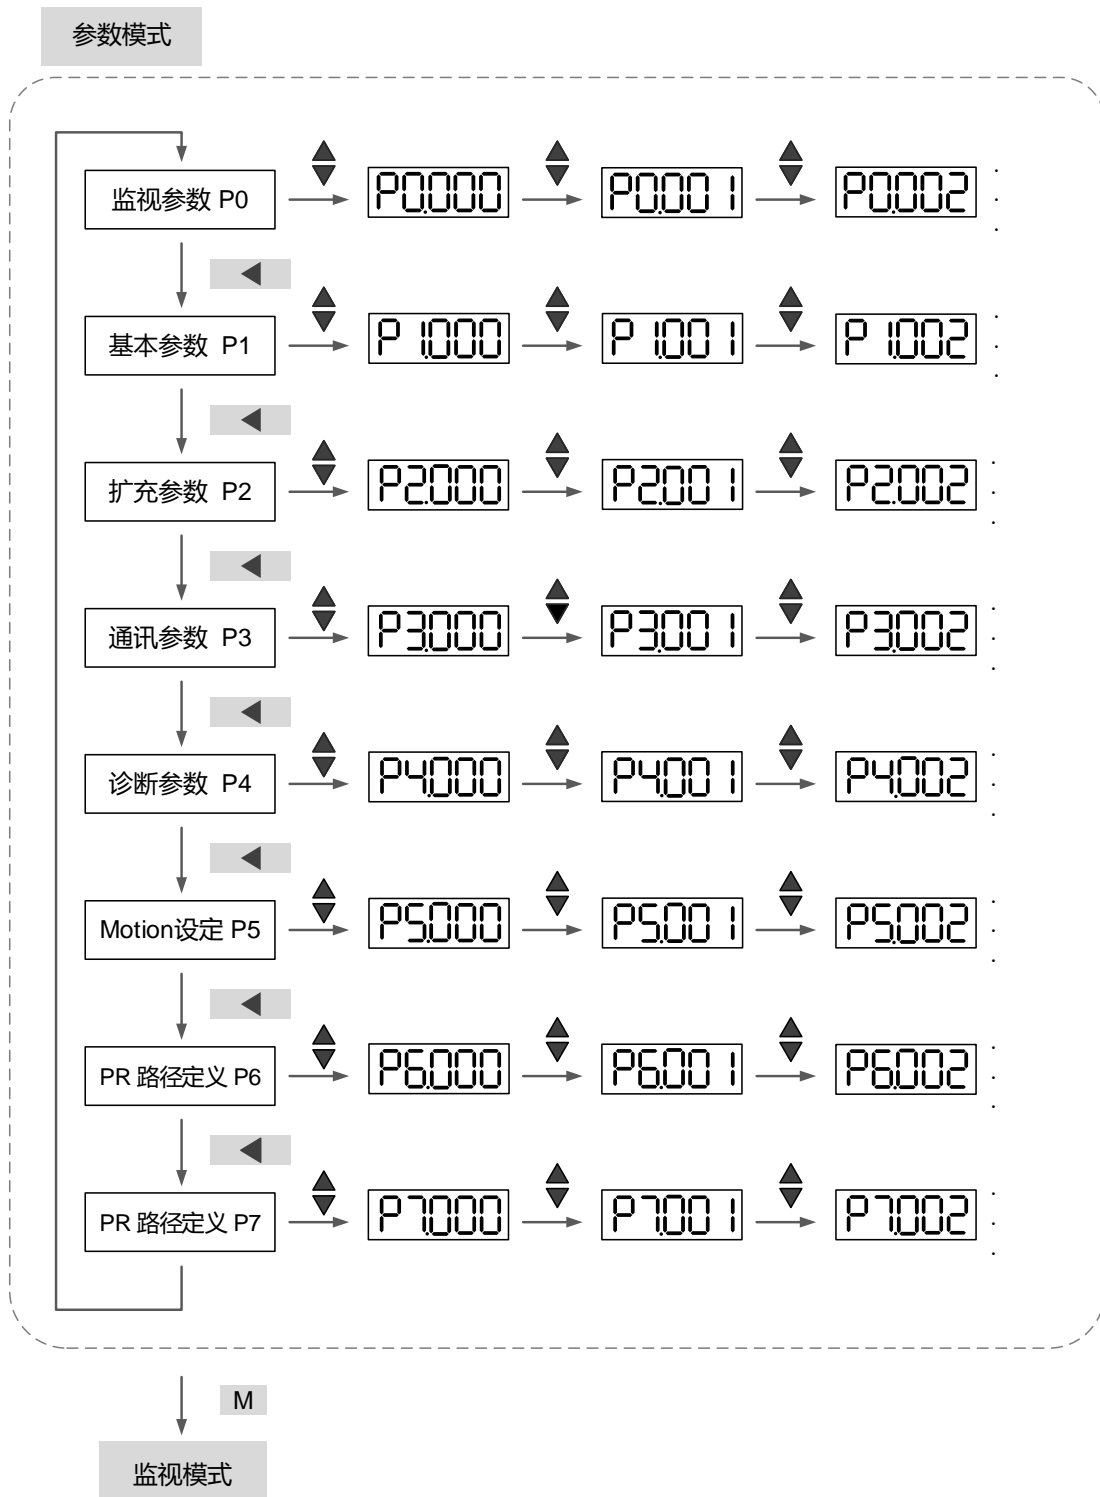 参数模式
监视参数 P0 P0.000 P0.001 P0.002
基本参数 P1 P1.000 P1.001 P1.002
扩充参数 P2 P2.000 P2.001 P2.002
通讯参数 P3 P3.000 P3.001 P3.002
诊断参数 P4 P4.000 P4.001 P4.002
Motion设定 P5 P5.000 P5.001 P5.002
PR 路径定义 P6 P6.000 P6.001 P6.002
PR 路径定义 P7 P7.000 P7.001 P7.002
M
监视模式